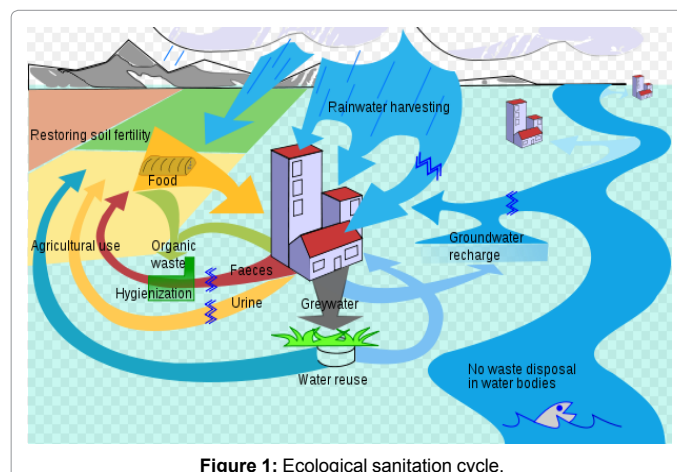 Rainwater harvesting
Restoring soil fertility
Food
Agricultural use
Organic
waste
Groundwater
recharge
Faeces
Hygienization
Urine
Greywater
Water reuse
No waste disposal
in water bodies
Figure 1: Ecological sanitation cycle.